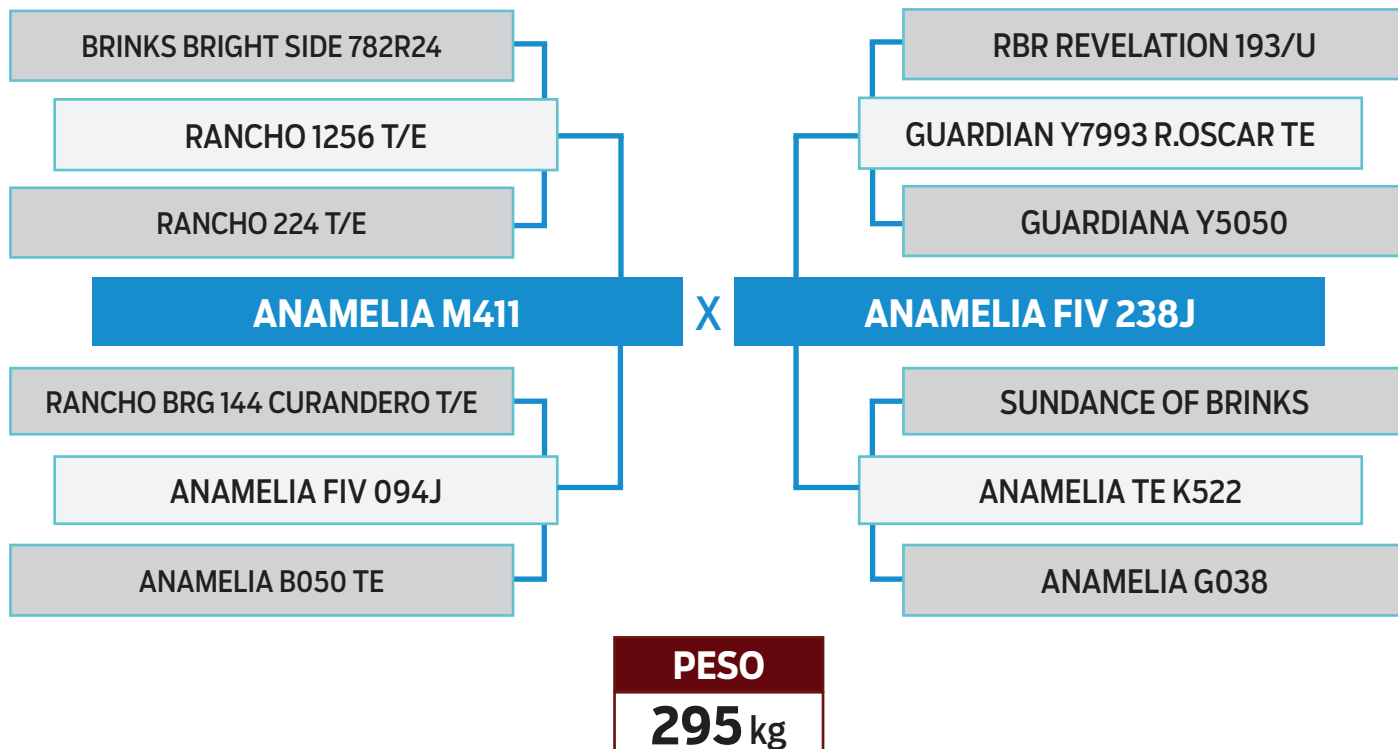 BRINKS BRIGHT SIDE 782R24
RANCHO 1256 T/E
RANCHO 224 T/E
ANAMELIA M411
RANCHO BRG 144 CURANDERO T/E
ANAMELIA FIV 094J
ANAMELIA B050 TE
X
RBR REVELATION 193/U
GUARDIAN Y7993 R.OSCAR TE
GUARDIANA Y5050
ANAMELIA FIV 238J
SUNDANCE OF BRINKS
ANAMELIA TE K522
ANAMELIA G038
PESO
295 kg